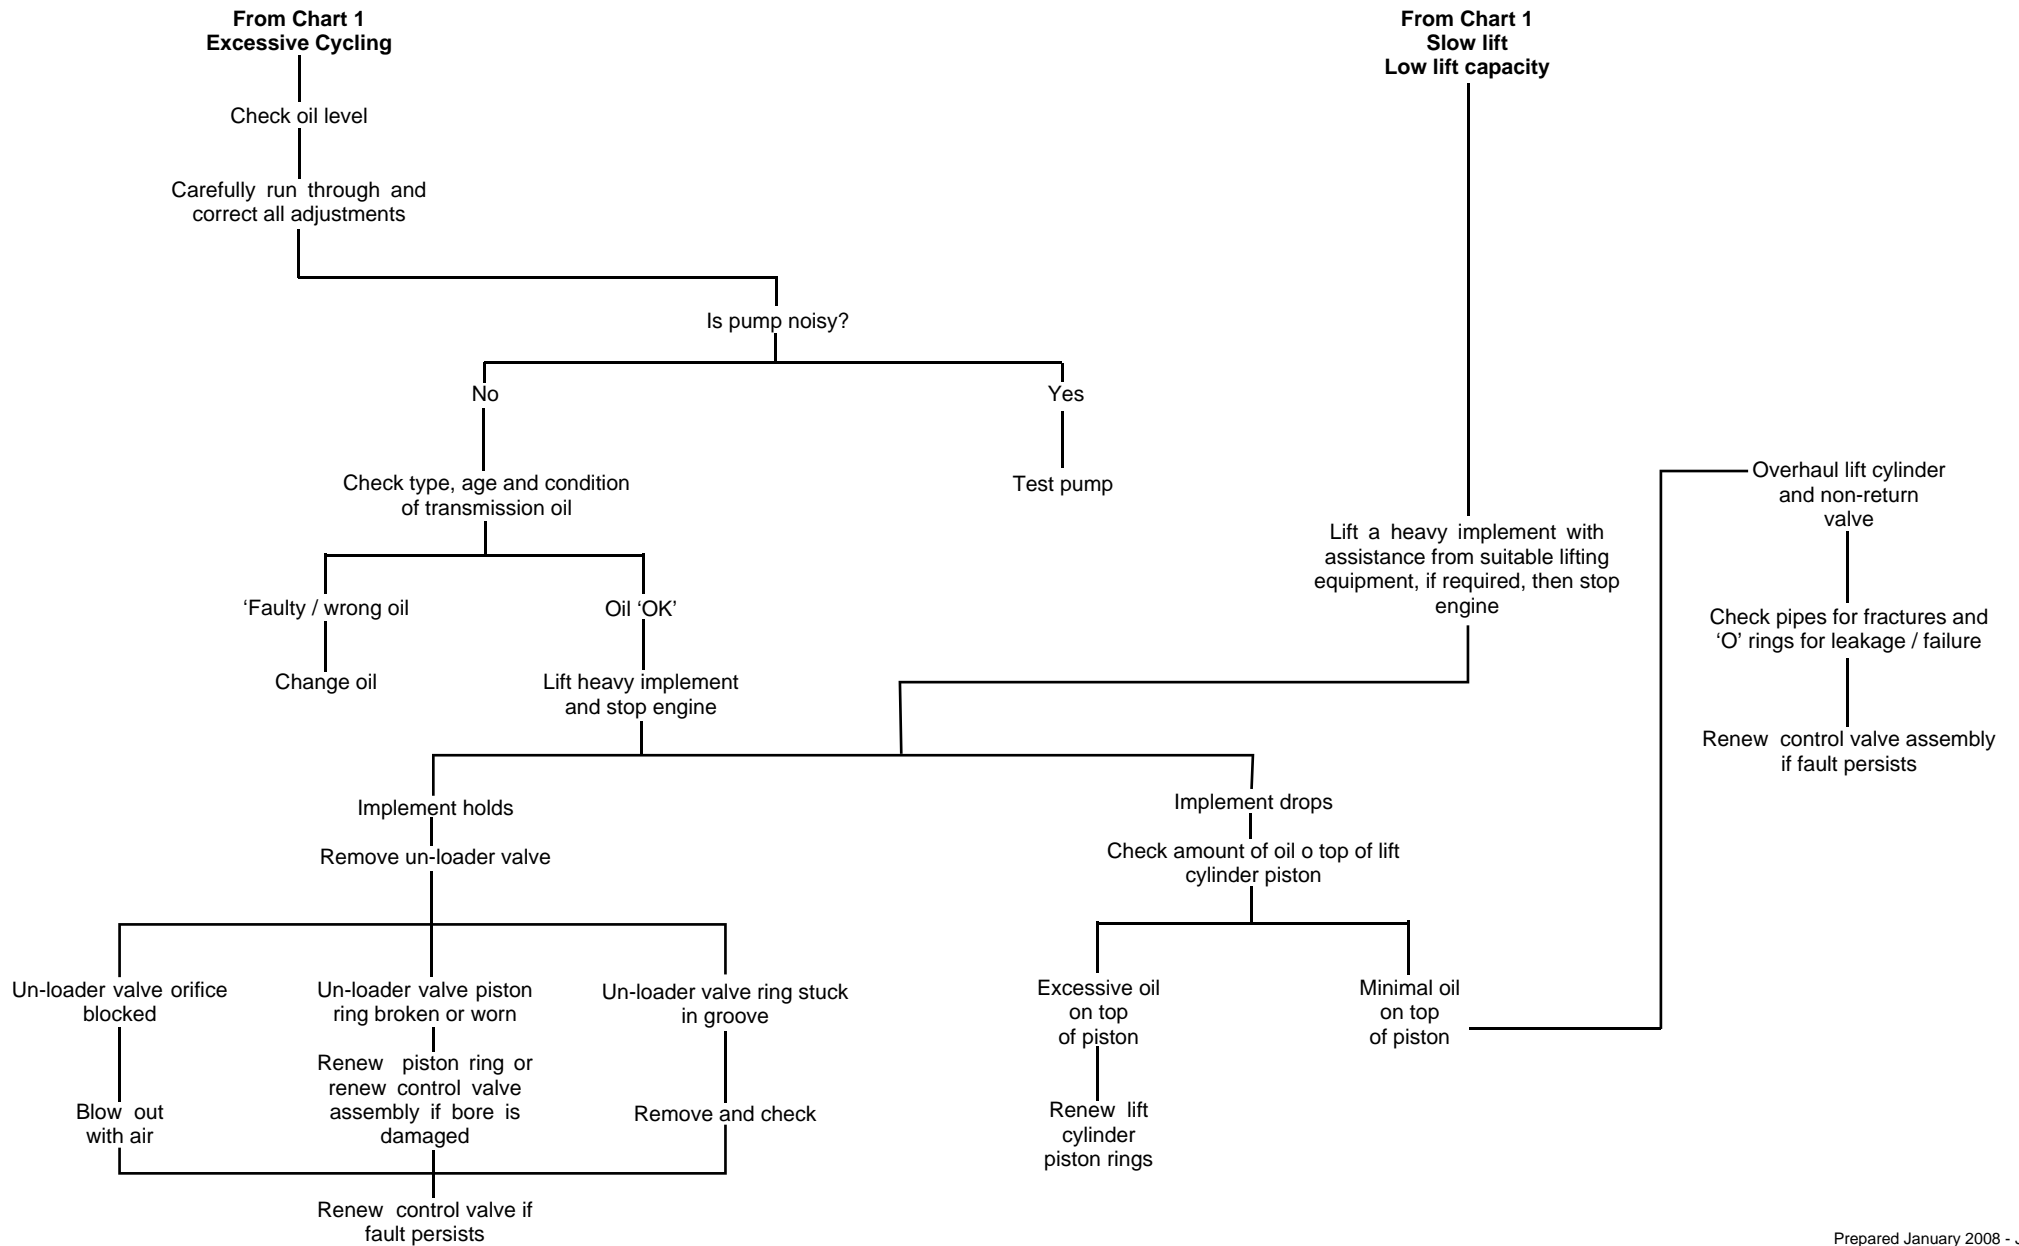 From Chart 1
Excessive Cycling
From Chart 1
Slow lift
Low lift capacity
Check oil level
Carefully run through and
correct all adjustments
Is pump noisy?
No
Yes
Check type, age and condition
of transmission oil
Test pump
Overhaul lift cylinder
and non-return
valve
Lift a heavy implement with
assistance from suitable lifting
equipment, if required, then stop
engine
'Faulty / wrong oil
Oil 'OK'
Check pipes for fractures and
'O' rings for leakage / failure
Change oil
Lift heavy implement
and stop engine
Renew control valve assembly
if fault persists
Implement holds
Implement drops
Remove un-loader valve
Check amount of oil o top of lift
cylinder piston
Un-loader valve orifice
blocked
Un-loader valve piston
ring broken or worn
Un-loader valve ring stuck
in groove
Excessive oil
on top
of piston
Minimal oil
on top
of piston
Blow out
with air
Renew piston ring or
renew control valve
assembly if bore is
damaged
Remove and check
Renew lift
cylinder
piston rings
Renew control valve if
fault persists
Prepared January 2008 - J